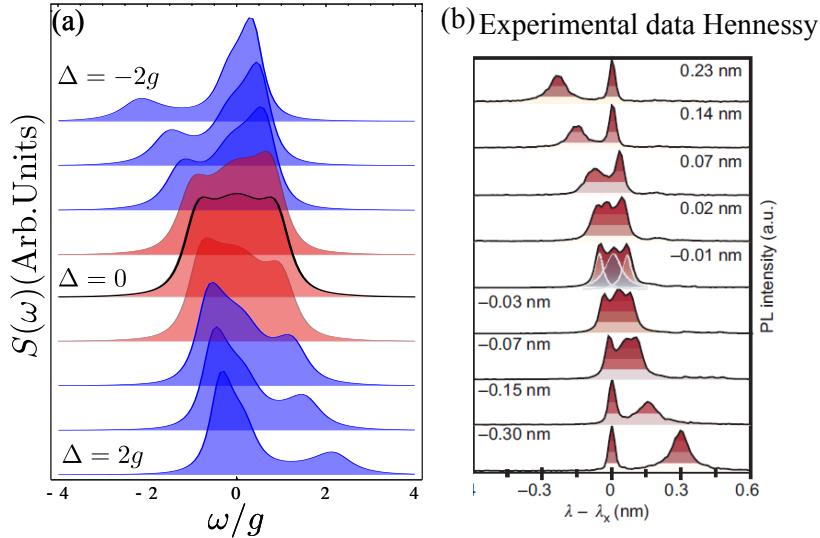 (a)
Δ = −2g
Δ = 0
Δ = 2g
S(ω)(Arb.Units)
- 4
- 2
0
2
4
ω/g
(b) Experimental data Hennessy
0.23 nm
0.14 nm
0.07 nm
0.02 nm
−0.01 nm
−0.03 nm
−0.07 nm
−0.15 nm
−0.30 nm
PL intensity (a.u.)
−0.3
0
0.3
0.6
λ − λx (nm)